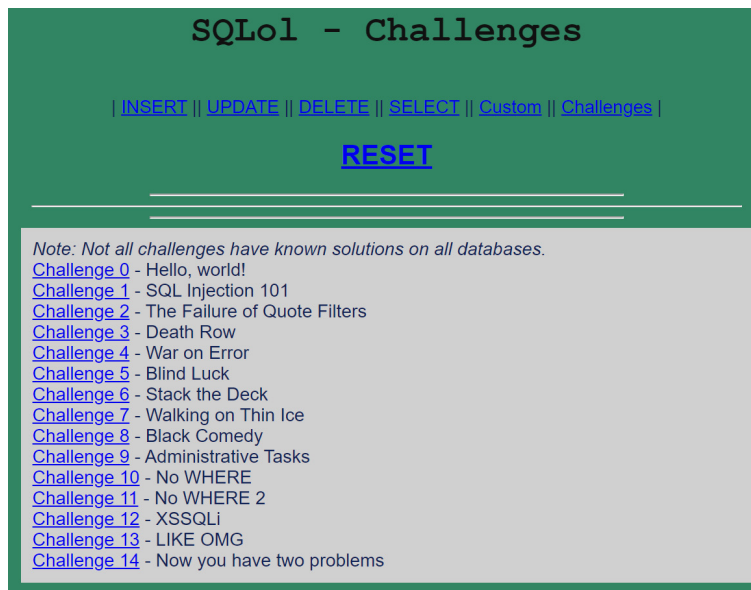 SQLol - Challenges
| INSERT || UPDATE || DELETE || SELECT || Custom || Challenges |
RESET
Note: Not all challenges have known solutions on all databases.
Challenge 0 - Hello, world!
Challenge 1 - SQL Injection 101
Challenge 2 - The Failure of Quote Filters
Challenge 3 - Death Row
Challenge 4 - War on Error
Challenge 5 - Blind Luck
Challenge 6 - Stack the Deck
Challenge 7 - Walking on Thin Ice
Challenge 8 - Black Comedy
Challenge 9 - Administrative Tasks
Challenge 10 - No WHERE
Challenge 11 - No WHERE 2
Challenge 12 - XSSQLi
Challenge 13 - LIKE OMG
Challenge 14 - Now you have two problems